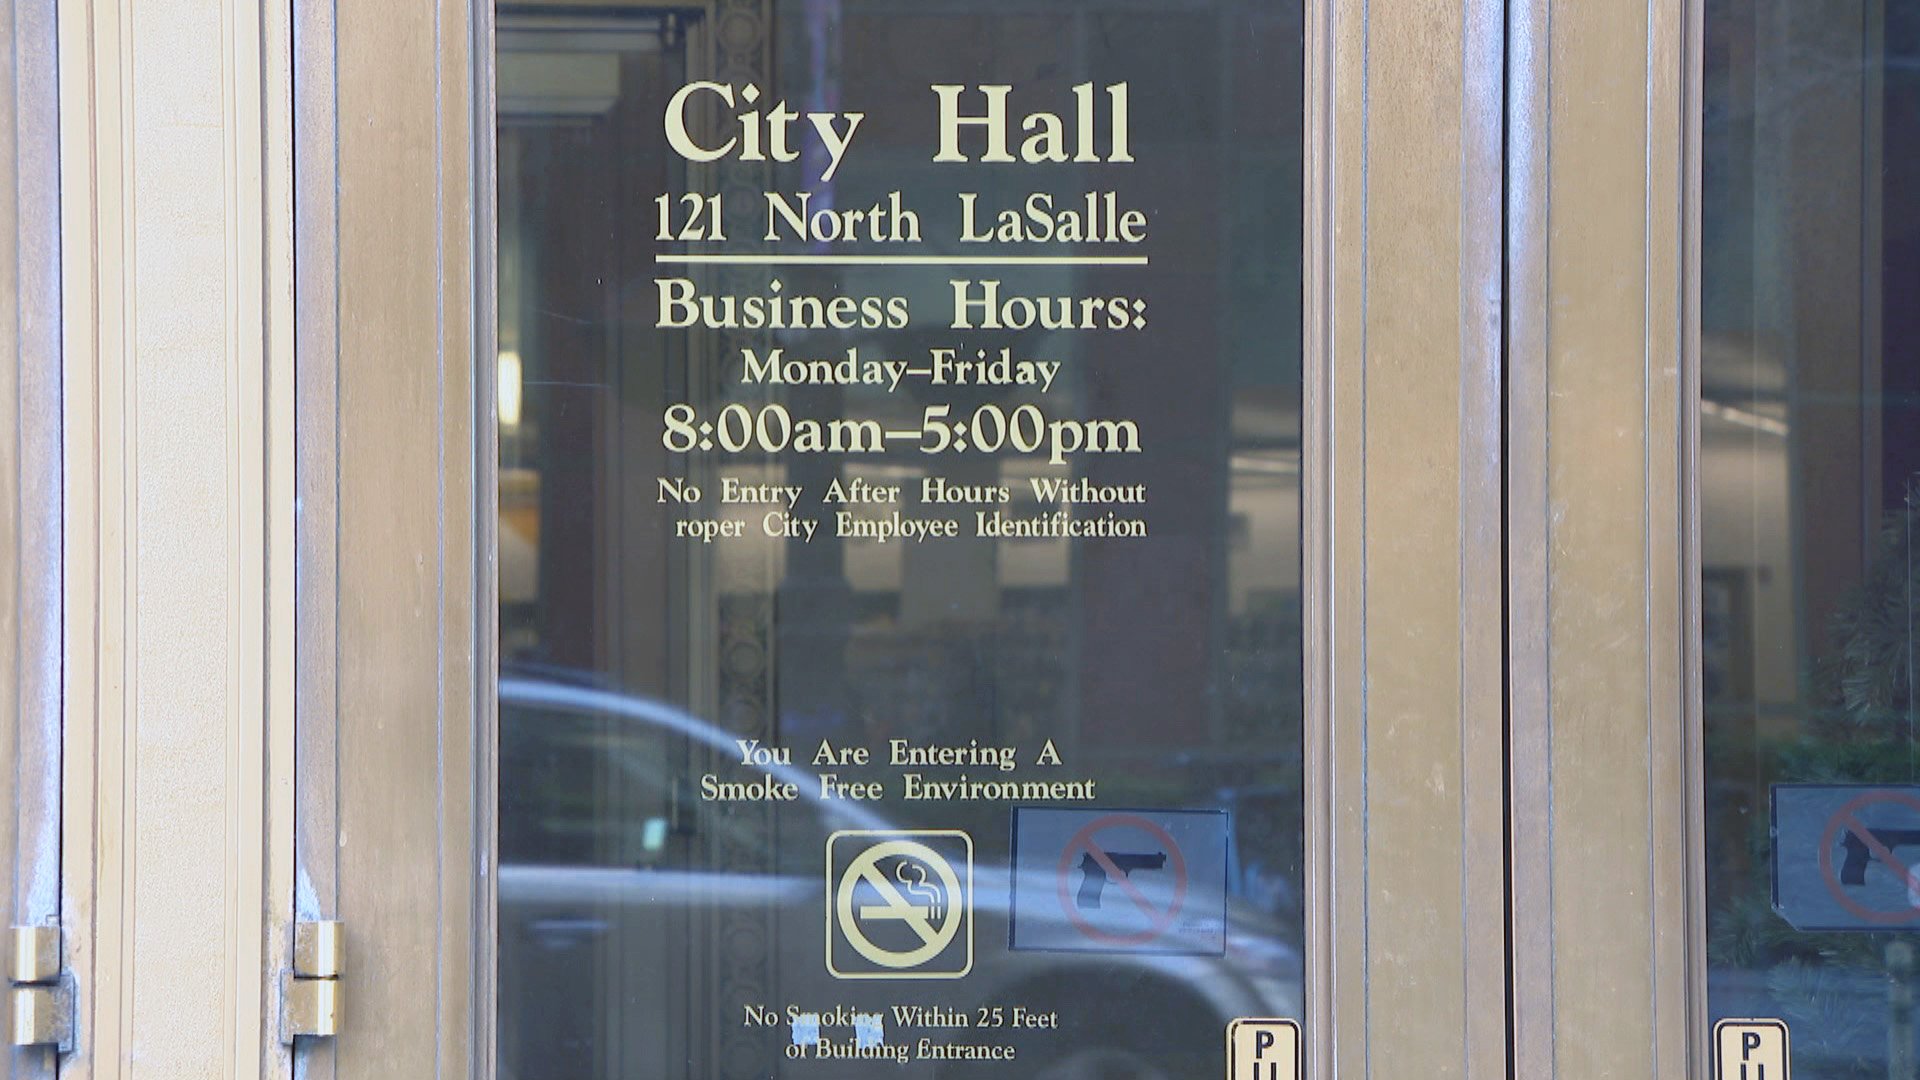 City Hall
121 North LaSalle
Business Hours:
Monday–Friday
8:00am–5:00pm
No Entry After Hours Without
roper City Employee Identification
You Are Entering A
Smoke Free Environment
No Smoking Within 25 Feet
of Building Entrance
P
U
P
U